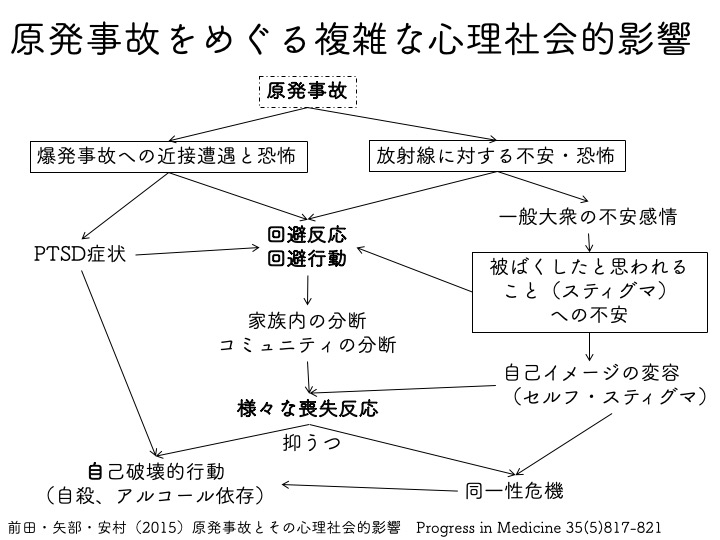 原発事故をめぐる複雑な心理社会的影響
原発事故
爆発事故への近接遭遇と恐怖
放射線に対する不安・恐怖
一般大衆の不安感情
PTSD症状
回避反応
回避行動
被ばくしたと思われる
こと（スティグマ）
への不安
家族内の分断
コミュニティの分断
自己イメージの変容
（セルフ・スティグマ）
様々な喪失反応
抑うつ
自己破壊的行動
（自殺、アルコール依存）
同一性危機
前田・矢部・安村（2015）原発事故とその心理社会的影響　Progress in Medicine 35(5)817-821